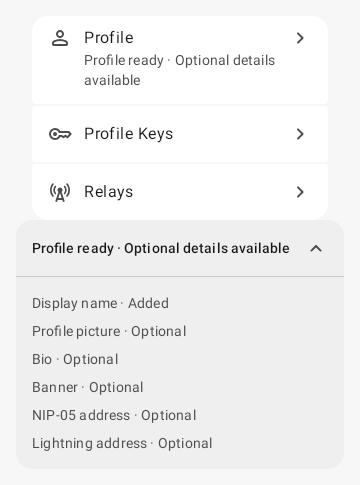 Profile
Profile ready · Optional details
available
Profile Keys
Relays
Profile ready · Optional details available
Display name · Added
Profile picture · Optional
Bio · Optional
Banner · Optional
NIP-05 address · Optional
Lightning address · Optional